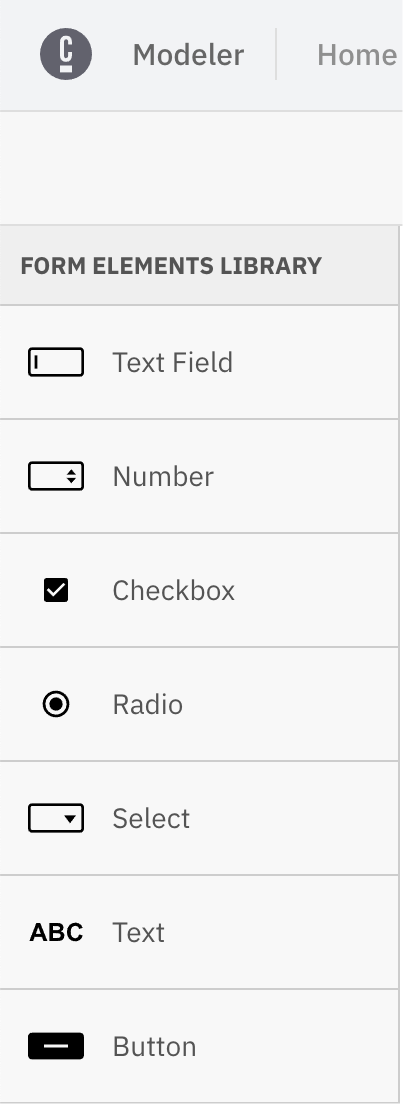 C
Modeler
Home
FORM ELEMENTS LIBRARY
Text Field
Number
Checkbox
Radio
Select
ABC Text
Button